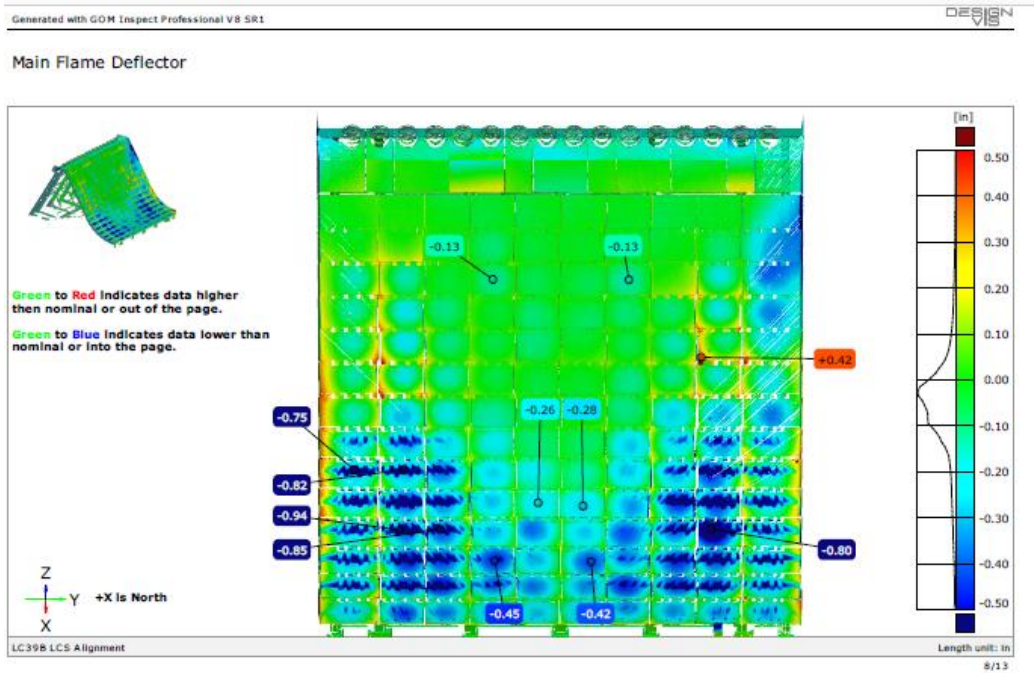 Generated with GOM Inspect Professional V8 SR1
DESIGN
VIS
Main Flame Deflector
[in]
0.50
0.40
0.30
0.20
0.10
0.00
-0.10
-0.20
-0.30
-0.40
-0.50
-0.13
-0.13
+0.42
-0.26
-0.28
-0.75
-0.82
-0.94
-0.85
-0.80
-0.45
-0.42
Green to Red indicates data higher
then nominal or out of the page.
Green to Blue indicates data lower than
nominal or into the page.
Z
Y
X
+X is North
LC39B LCS Alignment
Length unit: in
8/13